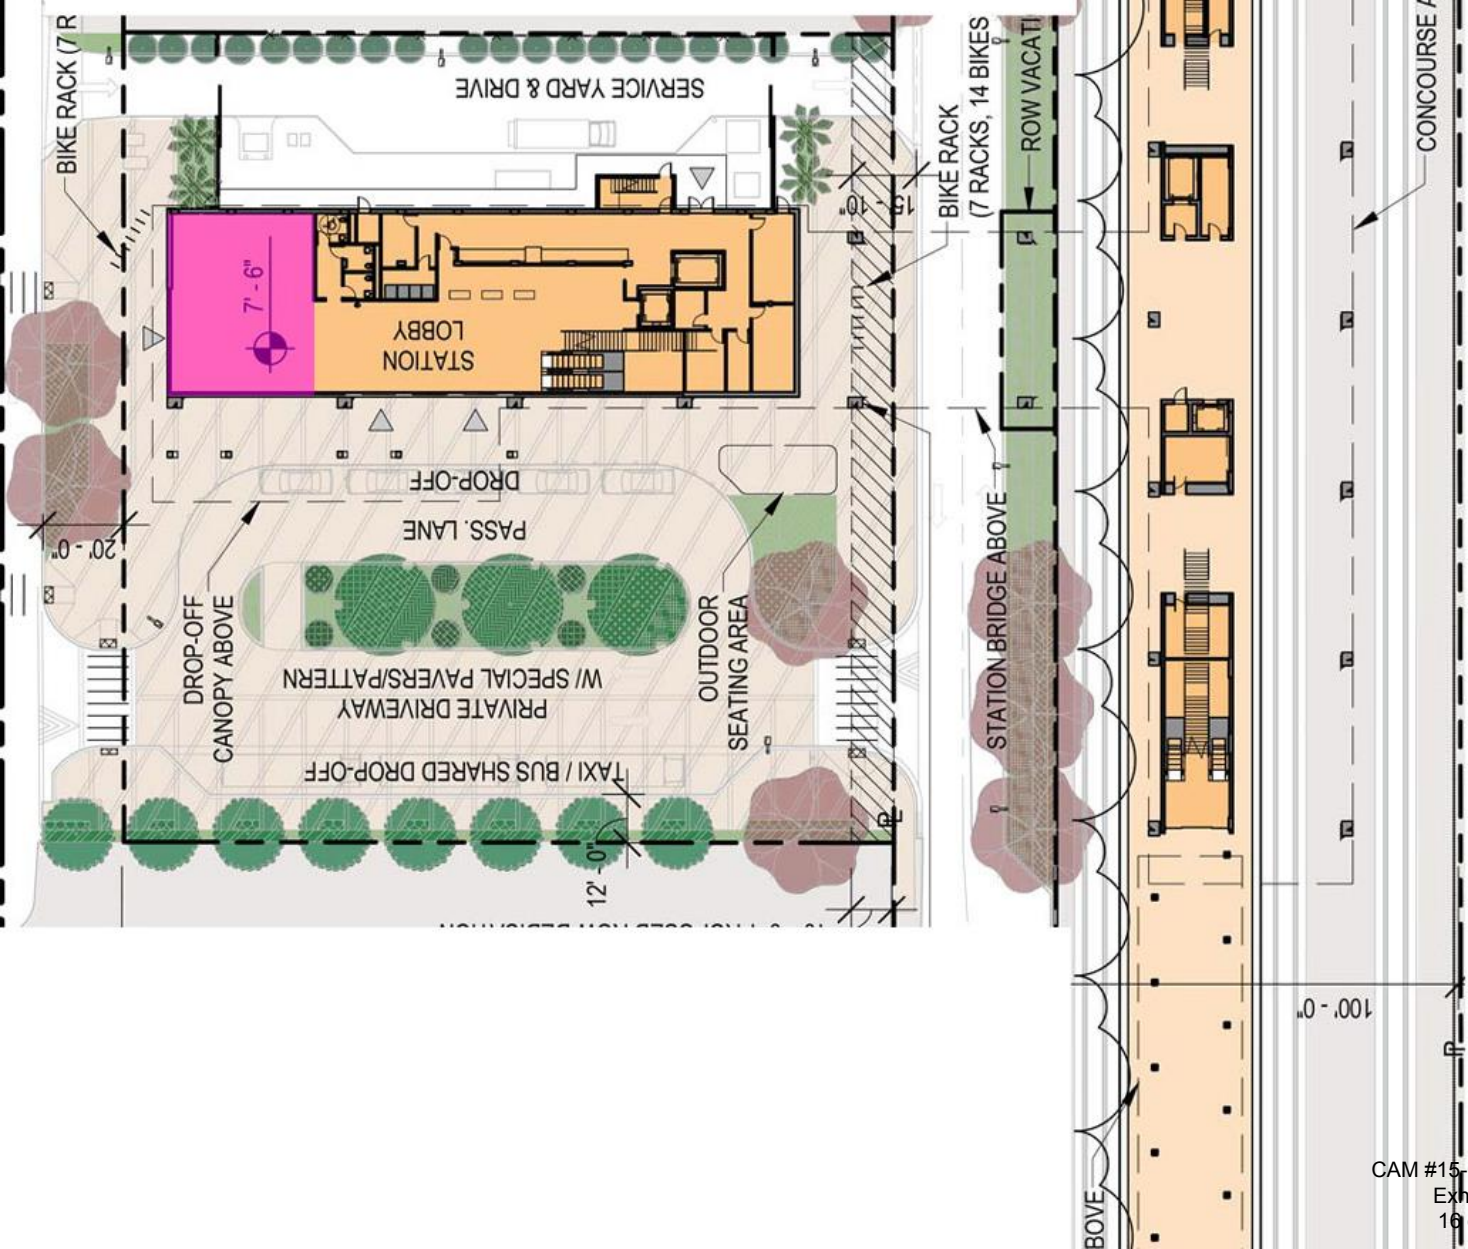 BIKE RACK (7 R
SERVICE YARD & DRIVE
BIKE RACK
(7 RACKS, 14 BIKES
ROW VACATI
CONCOURSE A
15' - 10"
7' - 6"
STATION
LOBBY
DROP-OFF
PASS. LANE
20' - 0"
DROP-OFF
CANOPY ABOVE
OUTDOOR
SEATING AREA
STATION BRIDGE ABOVE
PRIVATE DRIVEWAY
W/ SPECIAL PAVERS/PATTERN
TAXI / BUS SHARED DROP-OFF
12' - 0"
100' - 0"
BOVE
CAM #15-
Exh
16